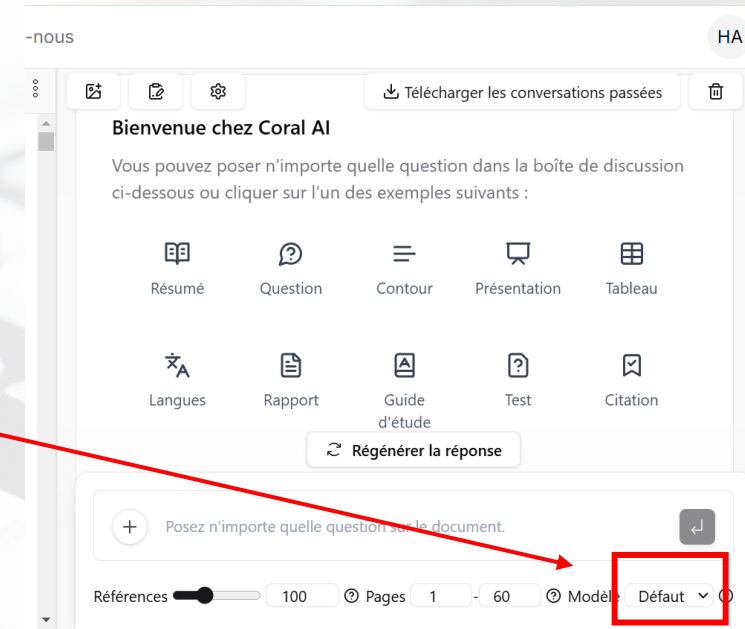 -nous
HA
Télécharger les conversations passées
Bienvenue chez Coral AI
Vous pouvez poser n'importe quelle question dans la boîte de discussion
ci-dessous ou cliquer sur l'un des exemples suivants :
Résumé Question Contour Présentation Tableau
Langues Rapport Guide d'étude Test Citation
Régénérer la réponse
Posez n'importe quelle question sur le document.
Références 100 Pages 1 - 60 Modèle Défaut